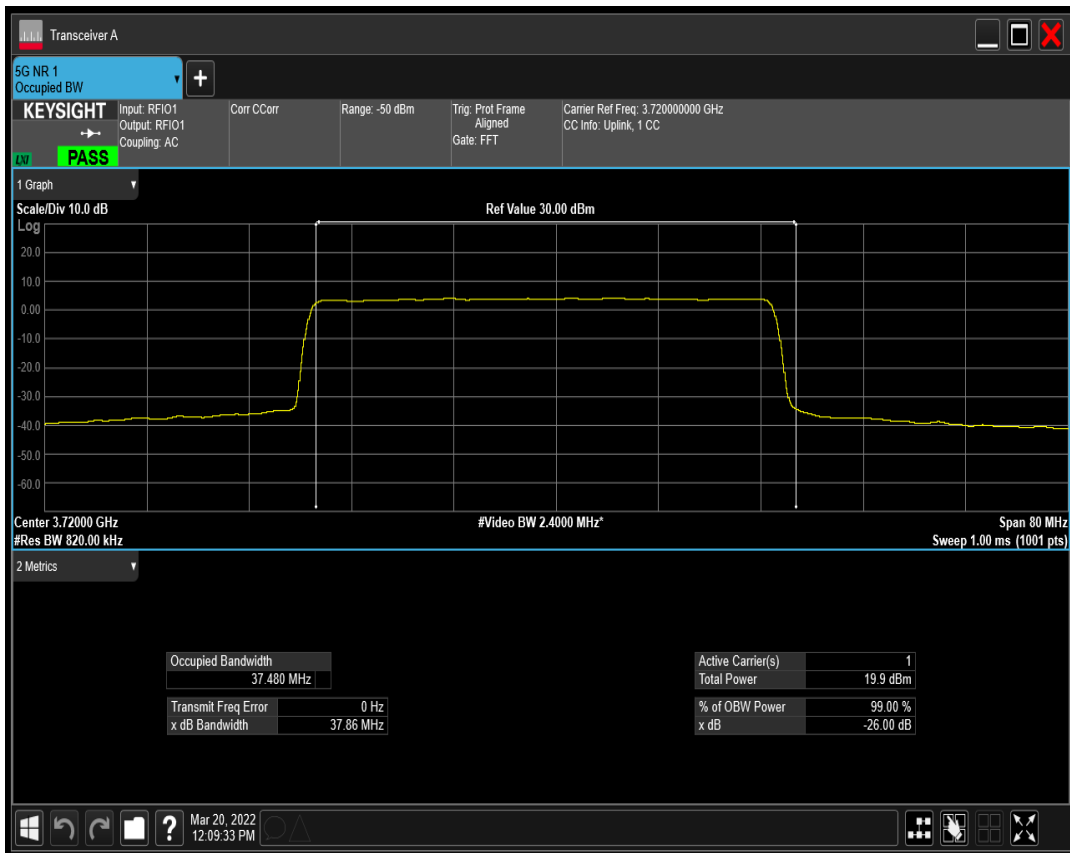 Transceiver A
5G NR 1
Occupied BW
+
KEYSIGHT
LXI
PASS
Input: RFIO1
Output: RFIO1
Coupling: AC
Corr CCorr
Range: -50 dBm
Trig: Prot Frame
Aligned
Gate: FFT
Carrier Ref Freq: 3.720000000 GHz
CC Info: Uplink, 1 CC
1 Graph
Scale/Div 10.0 dB
Ref Value 30.00 dBm
Log
20.0
10.0
0.00
-10.0
-20.0
-30.0
-40.0
-50.0
-60.0
Center 3.72000 GHz
#Video BW 2.4000 MHz*
Span 80 MHz
#Res BW 820.00 kHz
Sweep 1.00 ms (1001 pts)
2 Metrics
Occupied Bandwidth
37.480 MHz
Transmit Freq Error 0 Hz
x dB Bandwidth 37.86 MHz
Active Carrier(s) 1
Total Power 19.9 dBm
% of OBW Power 99.00 %
x dB -26.00 dB
?
Mar 20, 2022
12:09:33 PM